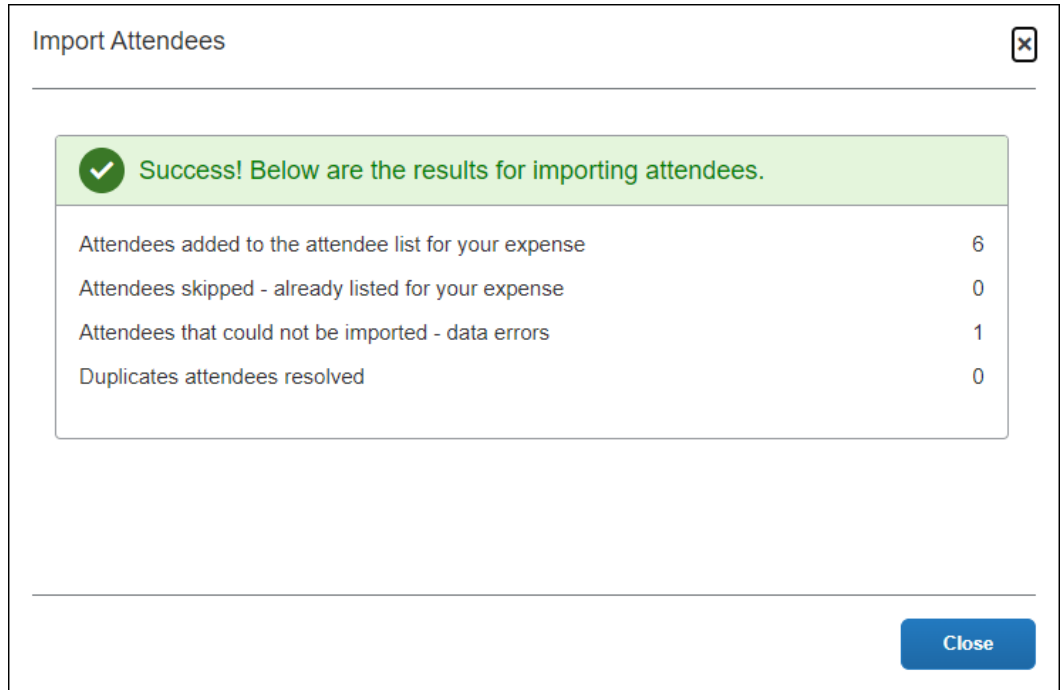 Import Attendees
Success! Below are the results for importing attendees.
Attendees added to the attendee list for your expense 6
Attendees skipped - already listed for your expense 0
Attendees that could not be imported - data errors 1
Duplicates attendees resolved 0
Close